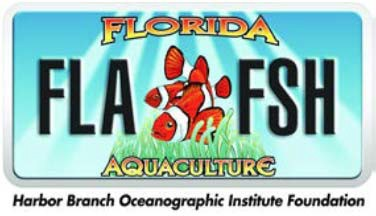 FLORIDA
FLA FSH
AQUACULTURE
Harbor Branch Oceanographic Institute Foundation